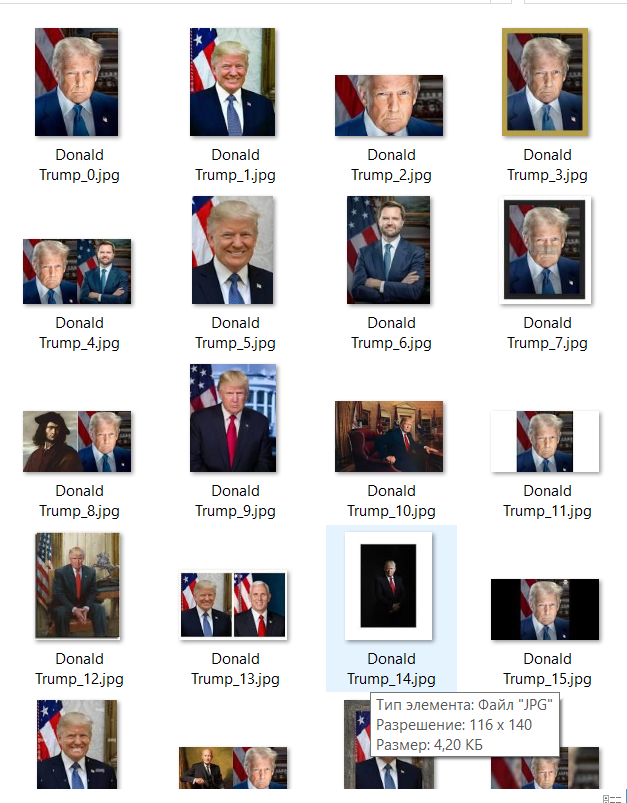 Donald
Trump_0.jpg
Donald
Trump_1.jpg
Donald
Trump_2.jpg
Donald
Trump_3.jpg
Donald
Trump_4.jpg
Donald
Trump_5.jpg
Donald
Trump_6.jpg
Donald
Trump_7.jpg
Donald
Trump_8.jpg
Donald
Trump_9.jpg
Donald
Trump_10.jpg
Donald
Trump_11.jpg
Donald
Trump_12.jpg
Donald
Trump_13.jpg
Donald
Trump_14.jpg
Donald
Trump_15.jpg
Тип элемента: Файл "JPG"
Разрешение: 116 x 140
Размер: 4,20 КБ